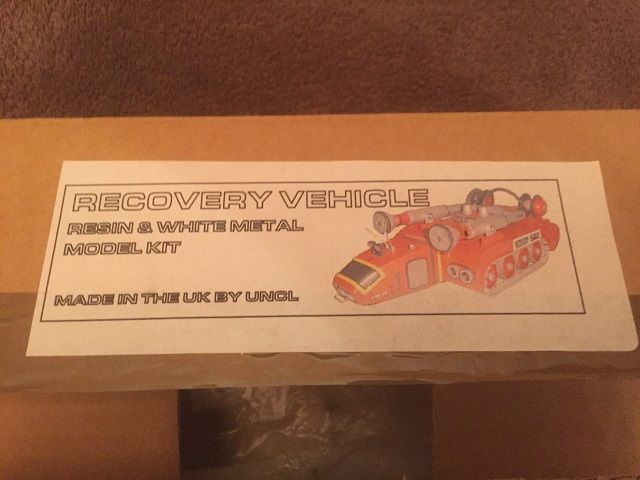 RECOVERY VEHICLE
RESIN & WHITE METAL
MODEL KIT
MADE IN THE UK BY UNCL